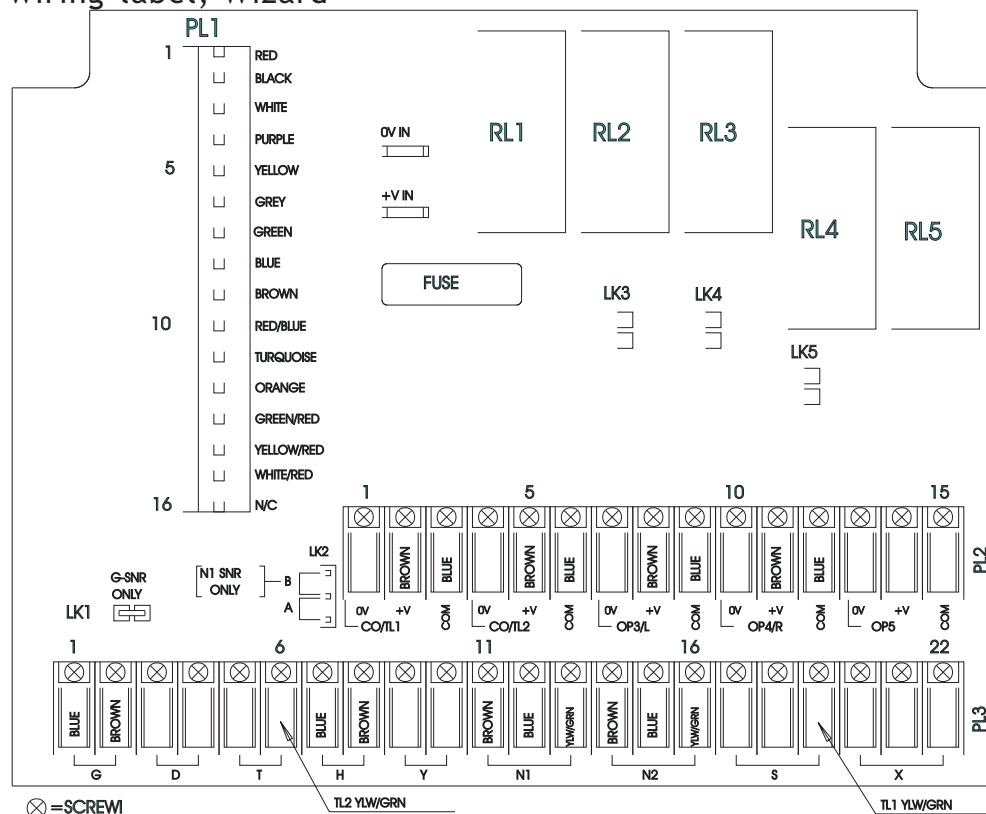 wiring label, wizard
PL1
1
RED
BLACK
WHITE
PURPLE
5
YELLOW
GREY
GREEN
BLUE
BROWN
10
RED/BLUE
TURQUOISE
ORANGE
GREEN/RED
YELLOW/RED
WHITE/RED
16
N/C
0V IN
+V IN
FUSE
RL1
RL2
RL3
RL4
RL5
LK3
LK4
LK5
G-SNR
ONLY
LK1
N1 SNR
ONLY
LK2
B
A
1
5
10
15
BROWN
BLUE
BROWN
BLUE
BROWN
BLUE
BROWN
BLUE
PL2
0V
+V
COM
0V
+V
COM
0V
+V
COM
0V
+V
COM
0V
+V
COM
CO/TL1
CO/TL2
OP3/L
OP4/R
OP5
1
6
11
16
22
BLUE
BROWN
BLUE
BROWN
BROWN
BLUE
YLW/GRN
BROWN
BLUE
YLW/GRN
PL3
G
D
T
H
Y
N1
N2
S
X
TL2 YLW/GRN
TL1 YLW/GRN
=SCREW1